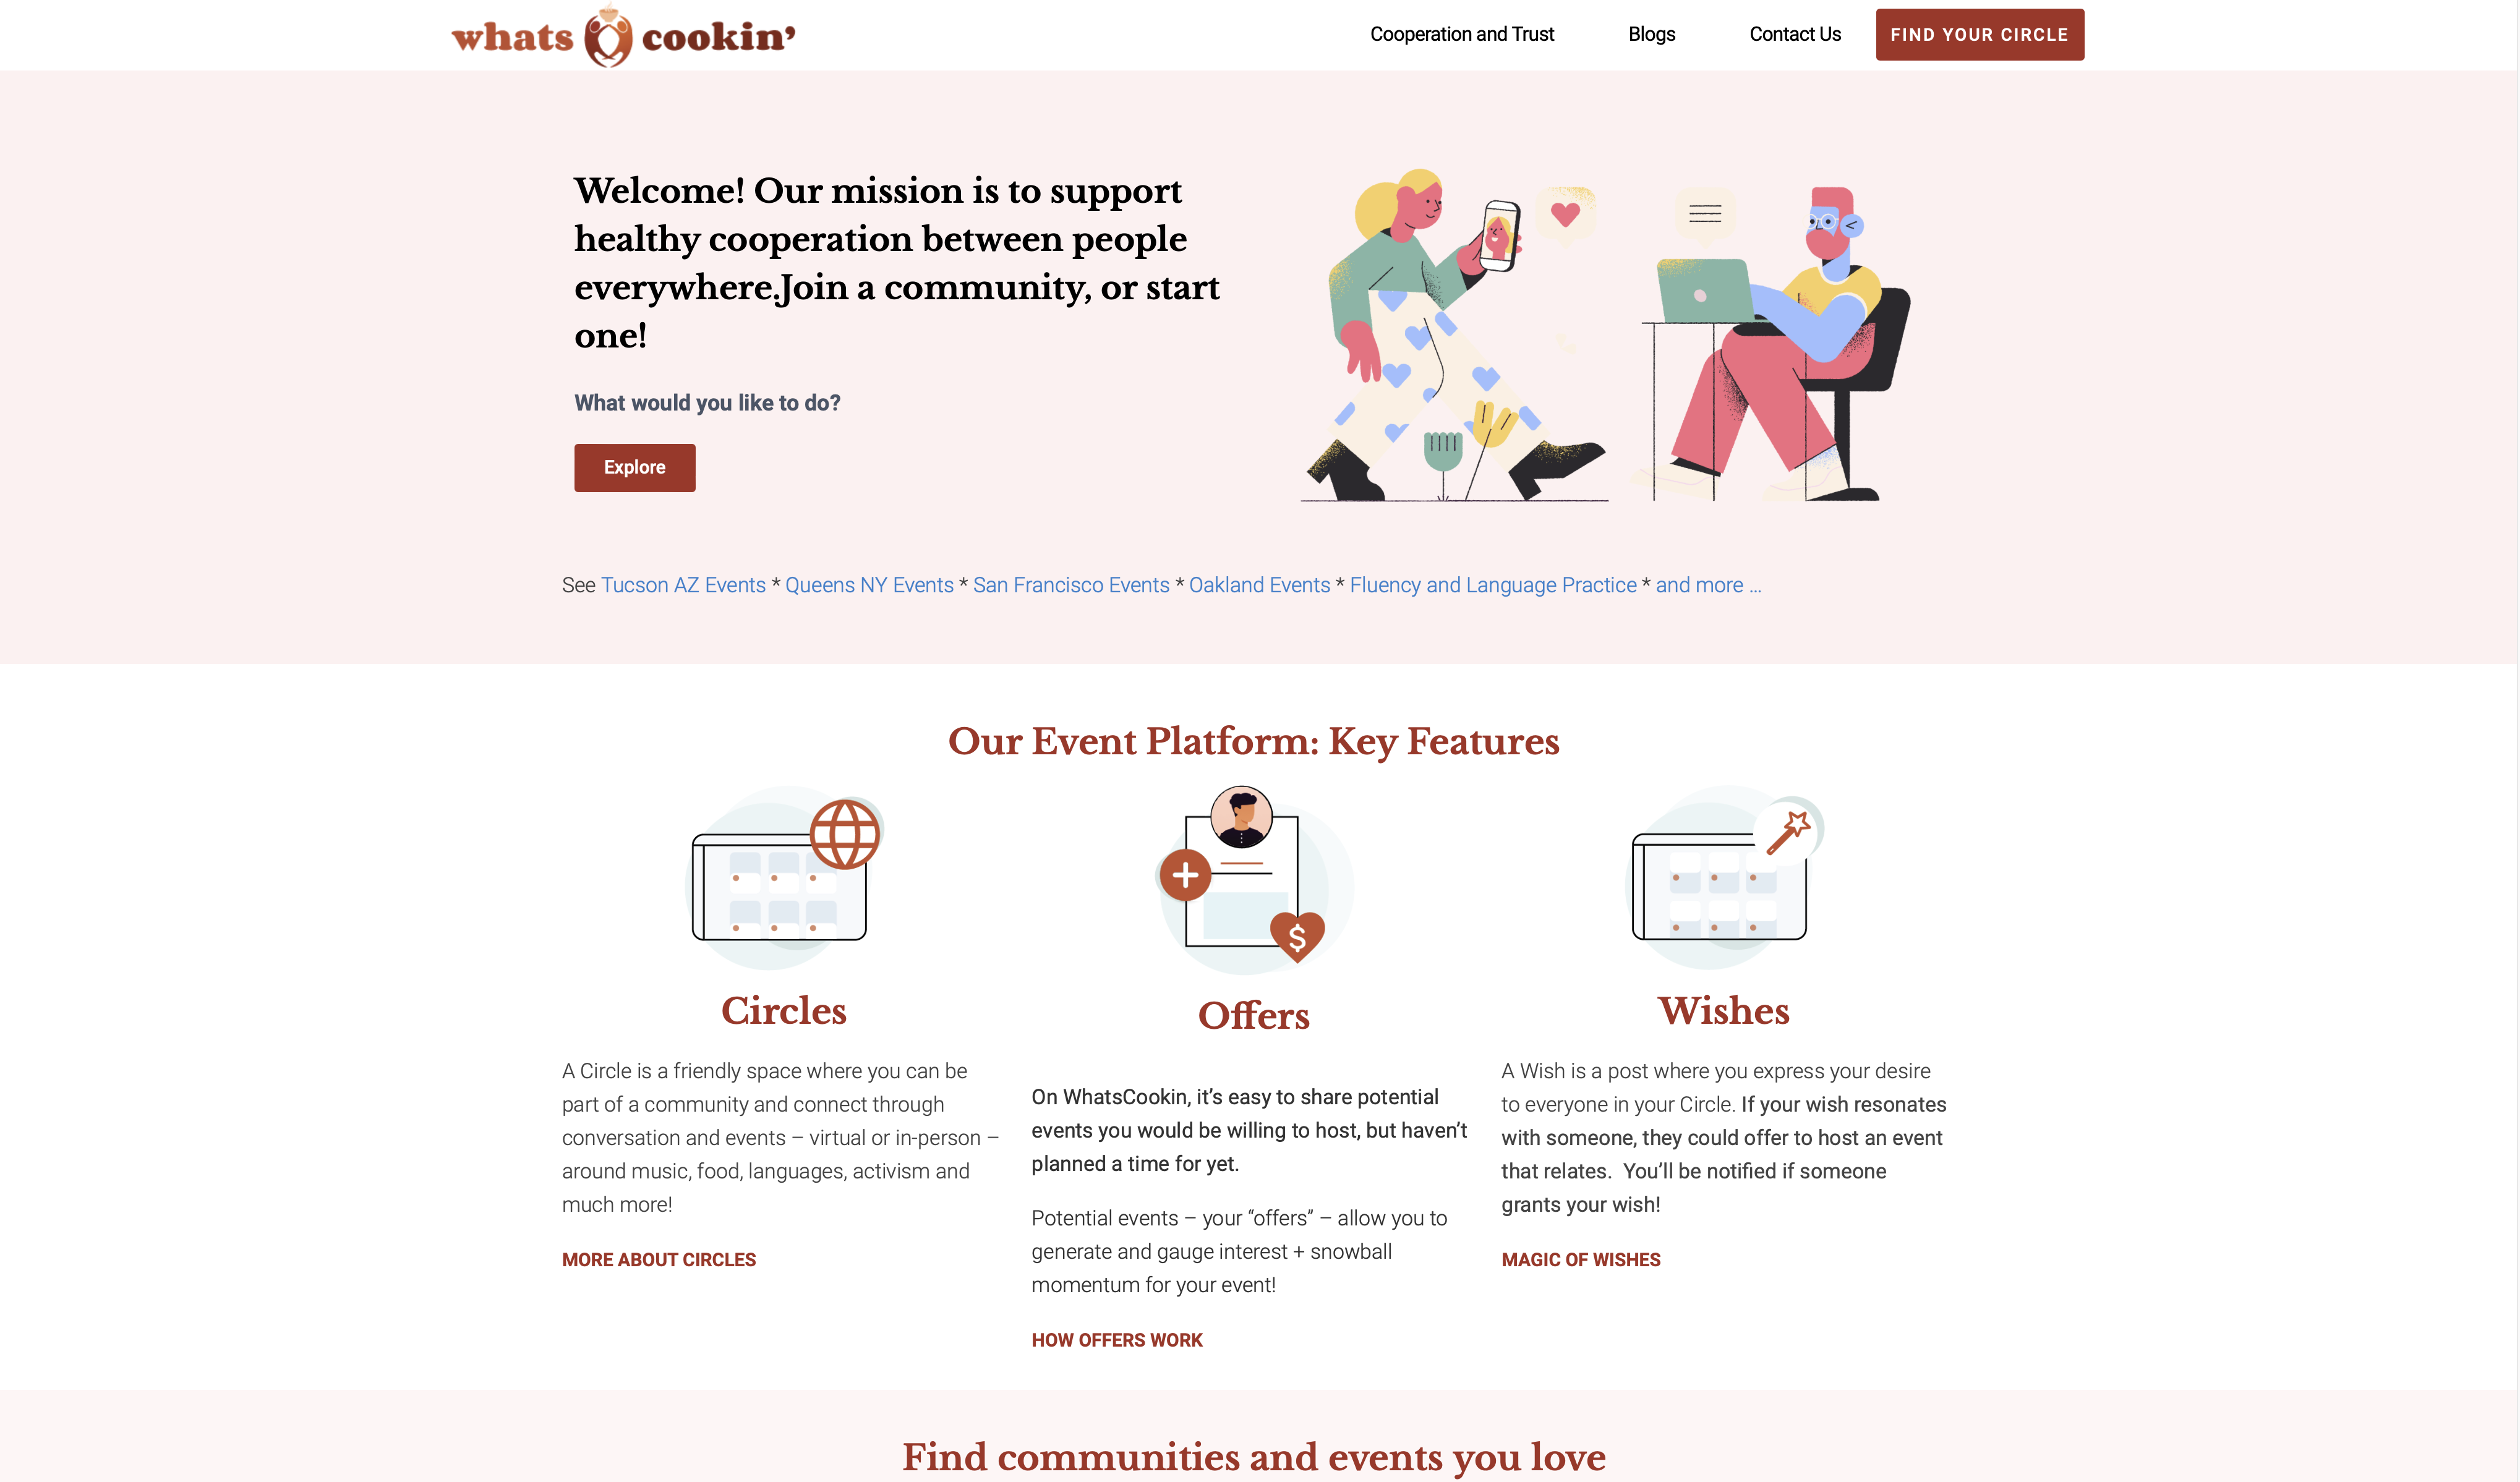 whats cookin'
Cooperation and Trust
Blogs
Contact Us
FIND YOUR CIRCLE
Welcome! Our mission is to support
healthy cooperation between people
everywhere.Join a community, or start
one!
What would you like to do?
Explore
See Tucson AZ Events * Queens NY Events * San Francisco Events * Oakland Events * Fluency and Language Practice * and more ...
Our Event Platform: Key Features
$
Circles
A Circle is a friendly space where you can be
part of a community and connect through
conversation and events – virtual or in-person –
around music, food, languages, activism and
much more!
MORE ABOUT CIRCLES
Offers
On WhatsCookin, it’s easy to share potential
events you would be willing to host, but haven’t
planned a time for yet.
Potential events – your “offers” – allow you to
generate and gauge interest + snowball
momentum for your event!
HOW OFFERS WORK
Wishes
A Wish is a post where you express your desire
to everyone in your Circle. If your wish resonates
with someone, they could offer to host an event
that relates.  You’ll be notified if someone
grants your wish!
MAGIC OF WISHES
Find communities and events you love